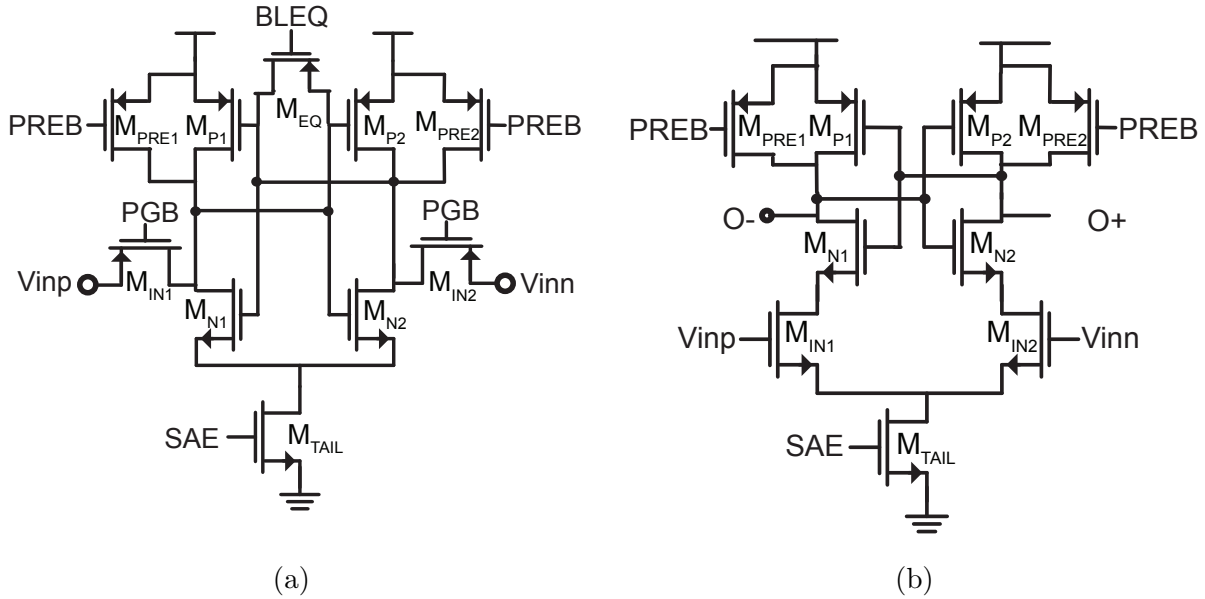 BLEQ
PREB M_PRE1 M_P1 M_EQ M_P2 M_PRE2 PREB
PGB PGB
Vinp M_IN1 M_N1 M_N2 M_IN2 Vinn
SAE M_TAIL
(a)
PREB M_PRE1 M_P1 M_P2 M_PRE2 PREB
O- M_N1 M_N2 O+
Vinp M_IN1 M_IN2 Vinn
SAE M_TAIL
(b)